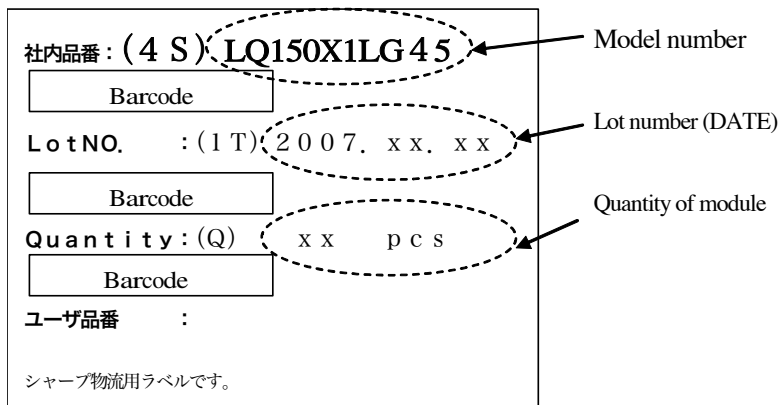 社内品番：(４Ｓ) LQ150X1LG４５
Model number
Barcode
ＬｏｔＮＯ．　：(１Ｔ) ２００７．ｘｘ．ｘｘ
Lot number (DATE)
Barcode
Quantity of module
Ｑｕａｎｔｉｔｙ：(Ｑ)　ｘｘ　ｐｃｓ
Barcode
ユーザ品番　：
シャープ物流用ラベルです。